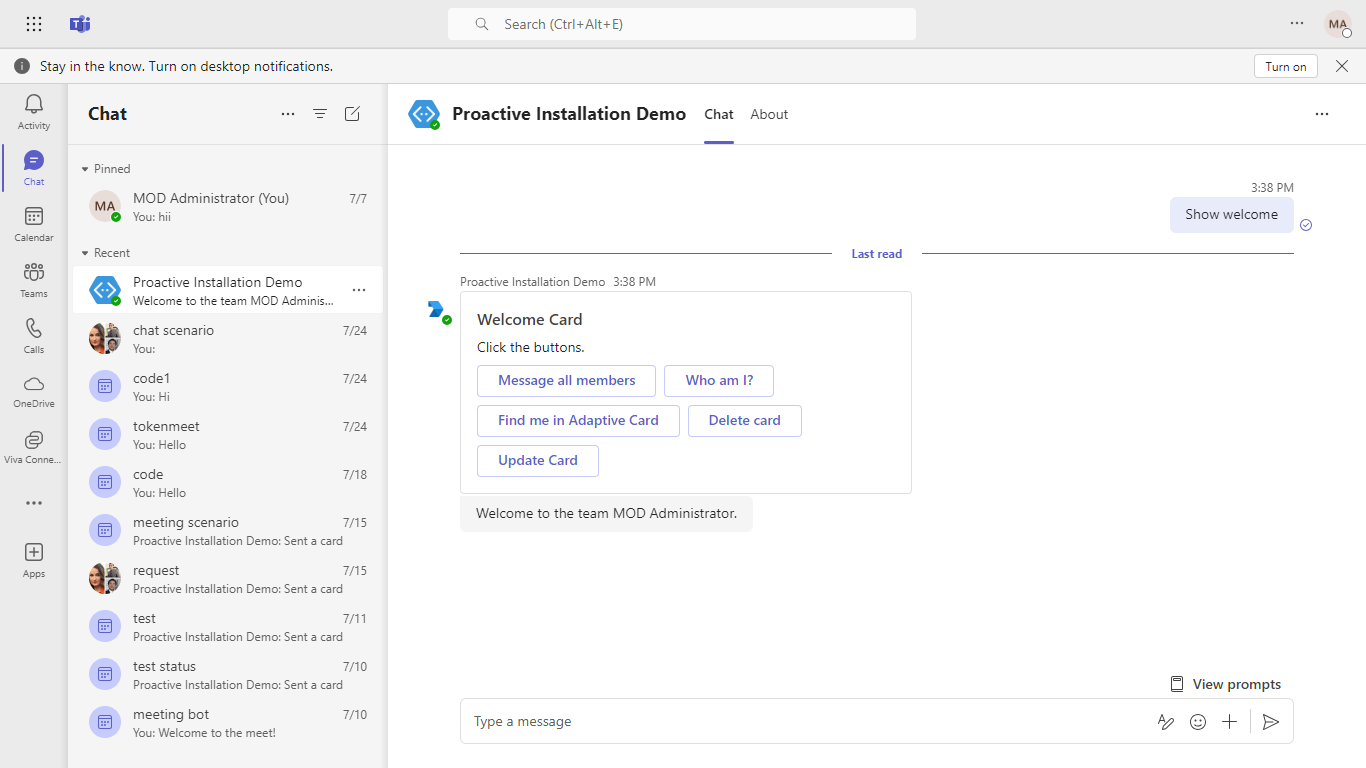 Search (Ctrl+Alt+E)
MA
Stay in the know. Turn on desktop notifications.
Turn on
Activity
Chat
Calendar
Teams
Calls
OneDrive
Viva Conne...
Apps
Chat
Pinned
MA
MOD Administrator (You)
7/7
You: hii
Recent
Proactive Installation Demo
Welcome to the team MOD Adminis...
chat scenario
7/24
You:
code1
7/24
You: Hi
tokenmeet
7/24
You: Hello
code
7/18
You: Hello
meeting scenario
7/15
Proactive Installation Demo: Sent a card
request
7/15
Proactive Installation Demo: Sent a card
test
7/11
Proactive Installation Demo: Sent a card
test status
7/10
Proactive Installation Demo: Sent a card
meeting bot
7/10
You: Welcome to the meet!
Proactive Installation Demo
Chat
About
3:38 PM
Show welcome
Last read
Proactive Installation Demo 3:38 PM
Welcome Card
Click the buttons.
Message all members
Who am I?
Find me in Adaptive Card
Delete card
Update Card
Welcome to the team MOD Administrator.
View prompts
Type a message